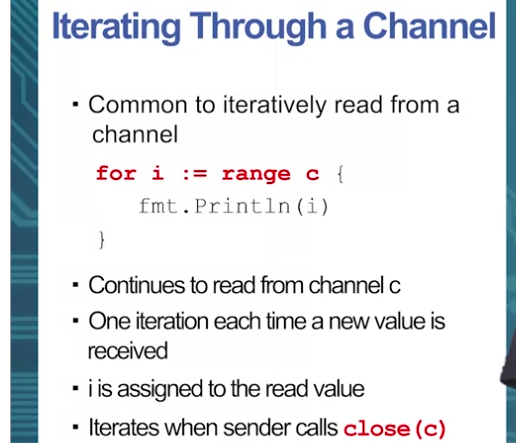 Iterating Through a Channel
▪ Common to iteratively read from a
channel
for i := range c {
fmt.Println(i)
}
▪ Continues to read from channel c
▪ One iteration each time a new value is
received
▪ i is assigned to the read value
▪ Iterates when sender calls close(c)